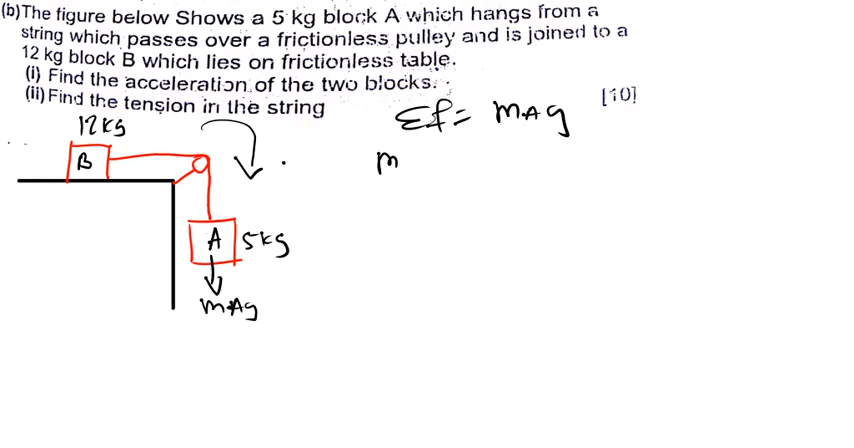 (b)The figure below Shows a 5 kg block A which hangs from a
string which passes over a frictionless pulley and is joined to a
12 kg block B which lies on frictionless table.
(i) Find the acceleration of the two blocks.
(ii) Find the tension in the string
[10]
Σf = mAg
12KG
B
m
A 5KG
mAg